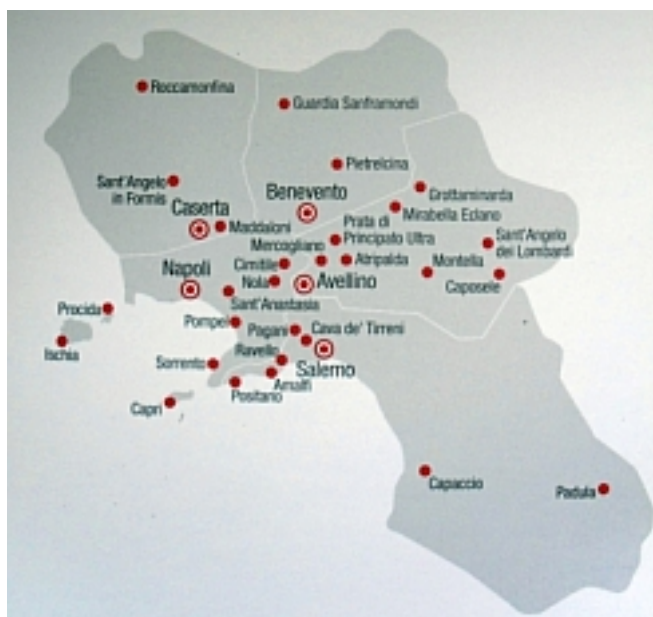 Roccamonfina
Guardia Sanframondi
Pietrelcina
Sant'Angelo
in Formis
Benevento
Grottaminarda
Caserta
Mirabella Eclano
Maddaloni
Prata di
Principato Ultra
Sant'Angelo
dei Lombardi
Mercogliano
Cimitile
Atripalda
Montella
Napoli
Nola
Avellino
Caposele
Sant'Anastasia
Procida
Pompei
Pagani
Cava de' Tirreni
Ischia
Ravello
Sorrento
Salerno
Amalfi
Positano
Capri
Capaccio
Padula